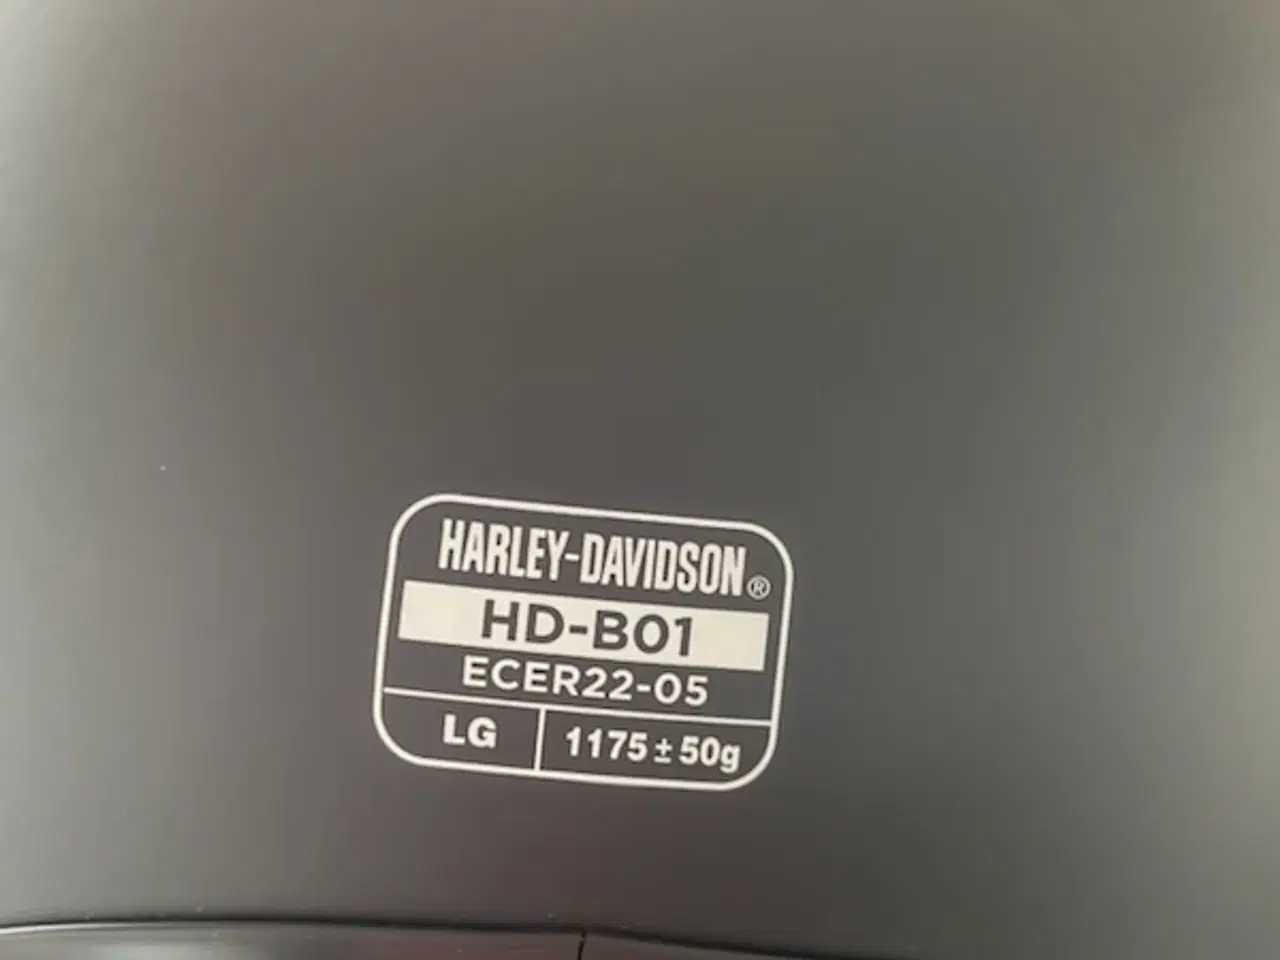 HARLEY-DAVIDSON®
HD-B01
ECER22-05
LG 1175±50g